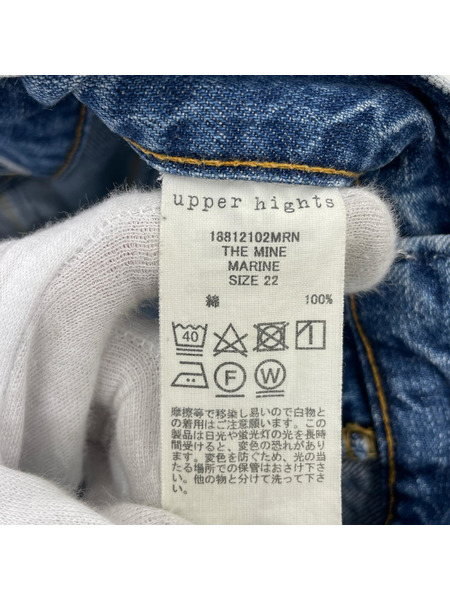 upper hights
18812102MRN
THE MINE
MARINE
SIZE 22
綿 100%
40
F W
摩擦等で移染し易いので白物と
の着用はご注意ください。この
製品は日光や蛍光灯の光を長時
間受けると、変色の恐れがあり
ます。変色を防ぐため、光の当
たる場所での保管はおさけ下さ
い。他の物と分けて洗って下さ
い。